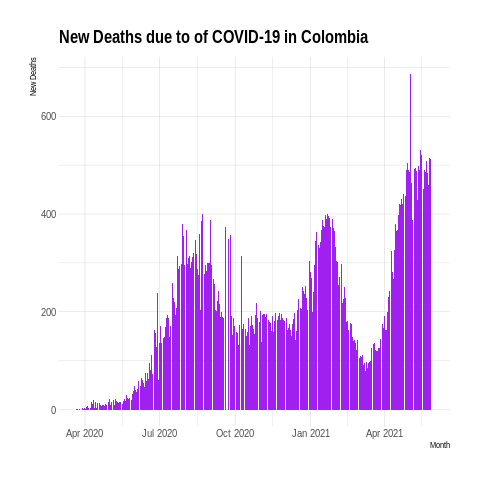 New Deaths due to of COVID-19 in Colombia
New Deaths
600
400
200
0
Apr 2020 Jul 2020 Oct 2020 Jan 2021 Apr 2021
Month